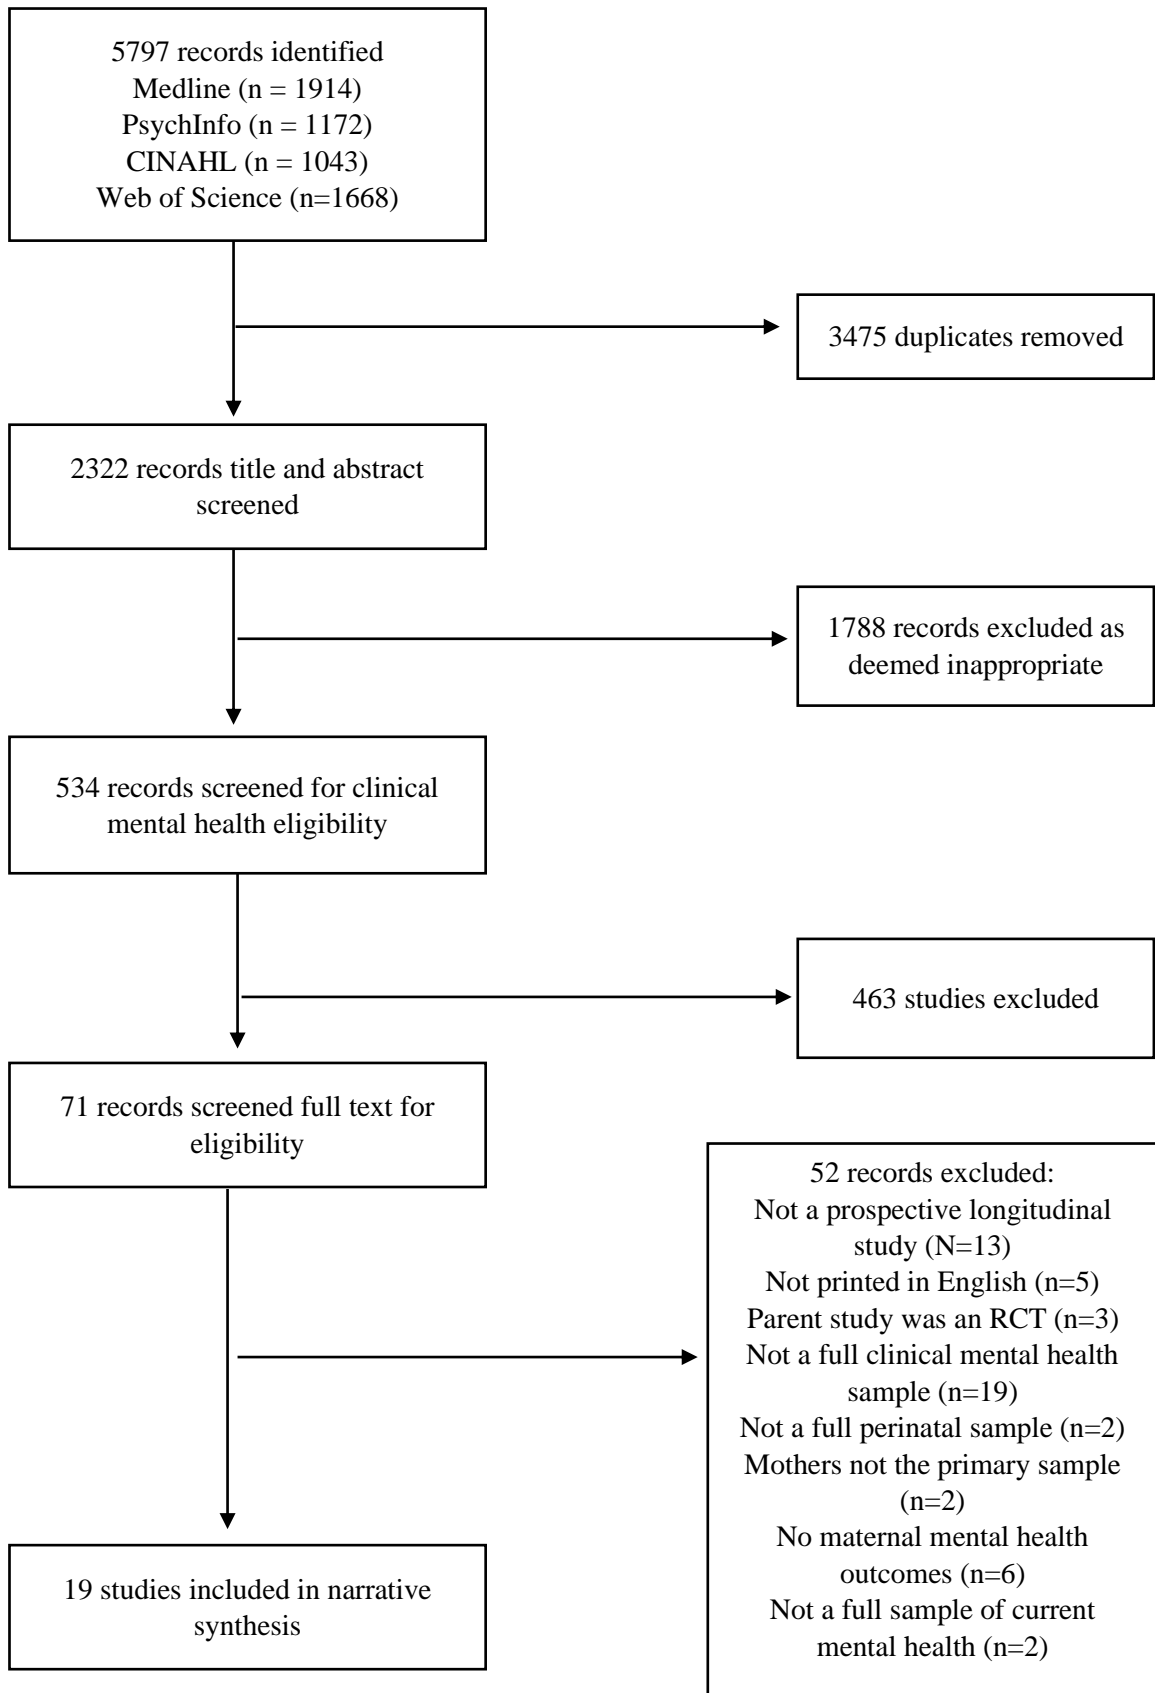 5797 records identified
Medline (n = 1914)
PsychInfo (n = 1172)
CINAHL (n = 1043)
Web of Science (n=1668)
3475 duplicates removed
2322 records title and abstract
screened
1788 records excluded as
deemed inappropriate
534 records screened for clinical
mental health eligibility
463 studies excluded
71 records screened full text for
eligibility
52 records excluded:
Not a prospective longitudinal
study (N=13)
Not printed in English (n=5)
Parent study was an RCT (n=3)
Not a full clinical mental health
sample (n=19)
Not a full perinatal sample (n=2)
Mothers not the primary sample
(n=2)
No maternal mental health
outcomes (n=6)
Not a full sample of current
mental health (n=2)
19 studies included in narrative
synthesis